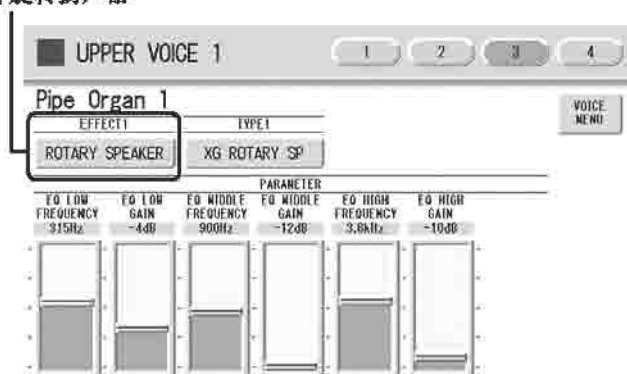 UPPER VOICE 1 1 2 3 4
Pipe Organ 1
VOICE MENU
EFFECT1 TYPE1
ROTARY SPEAKER XG ROTARY SP
PARAMETER
EQ LOW FREQUENCY EQ LOW GAIN EQ MIDDLE FREQUENCY EQ MIDDLE GAIN EQ HIGH FREQUENCY EQ HIGH GAIN
315Hz -4dB 900Hz -12dB 3.6kHz -10dB